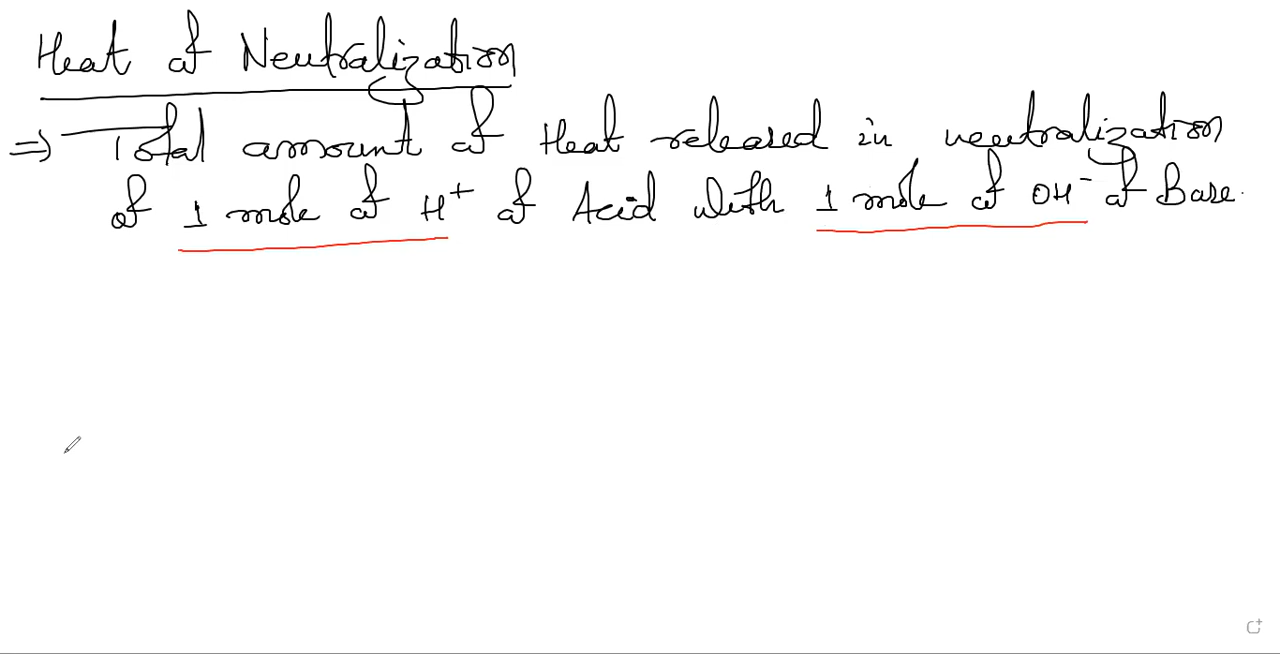 Heat of Neutralization
⇒ Total amount of Heat released in neutralization
of 1 mole of H⁺ of Acid with 1 mole of OH⁻ of Base.